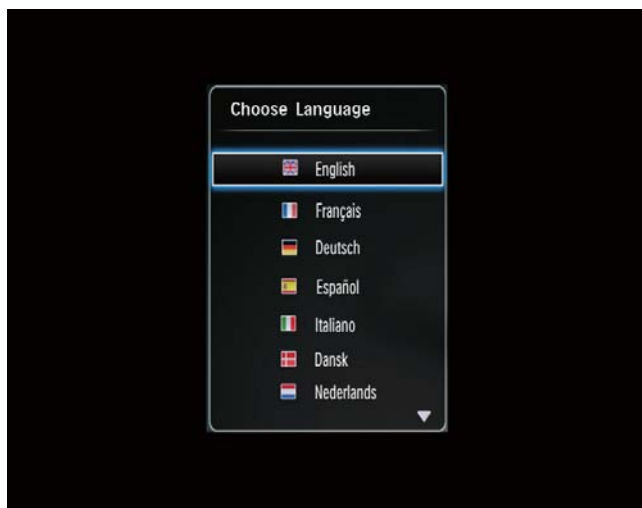 Choose Language
English
Français
Deutsch
Español
Italiano
Dansk
Nederlands